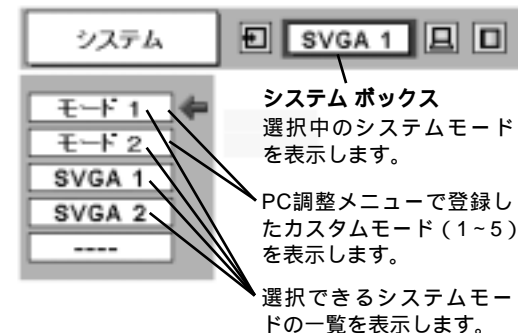 システム
SVGA 1
モード 1
モード 2
SVGA 1
SVGA 2
----
システム ボックス
選択中のシステムモード
を表示します。
PC調整メニューで登録し
たカスタムモード（1~5）
を表示します。
選択できるシステムモー
ドの一覧を表示します。